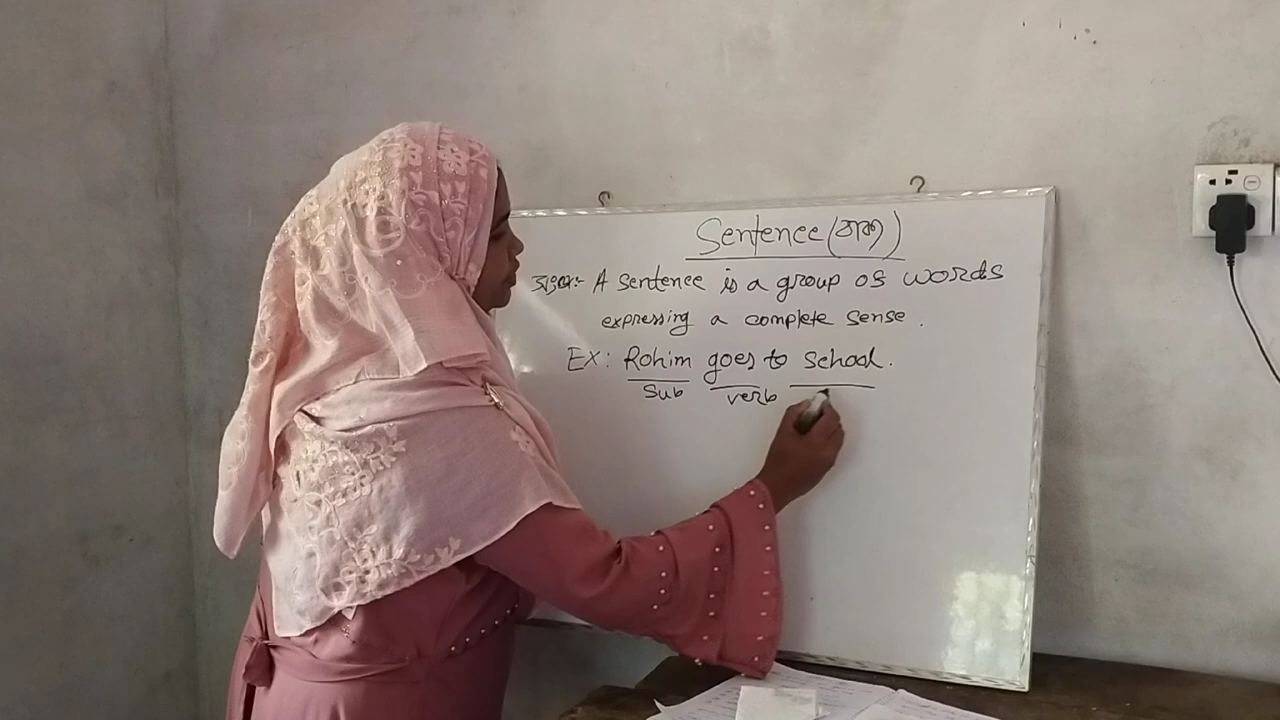 Sentence (বাক্য)
সংজ্ঞা:- A sentence is a group of words
expressing a complete sense.
EX: Rohim goes to school.
Sub verb